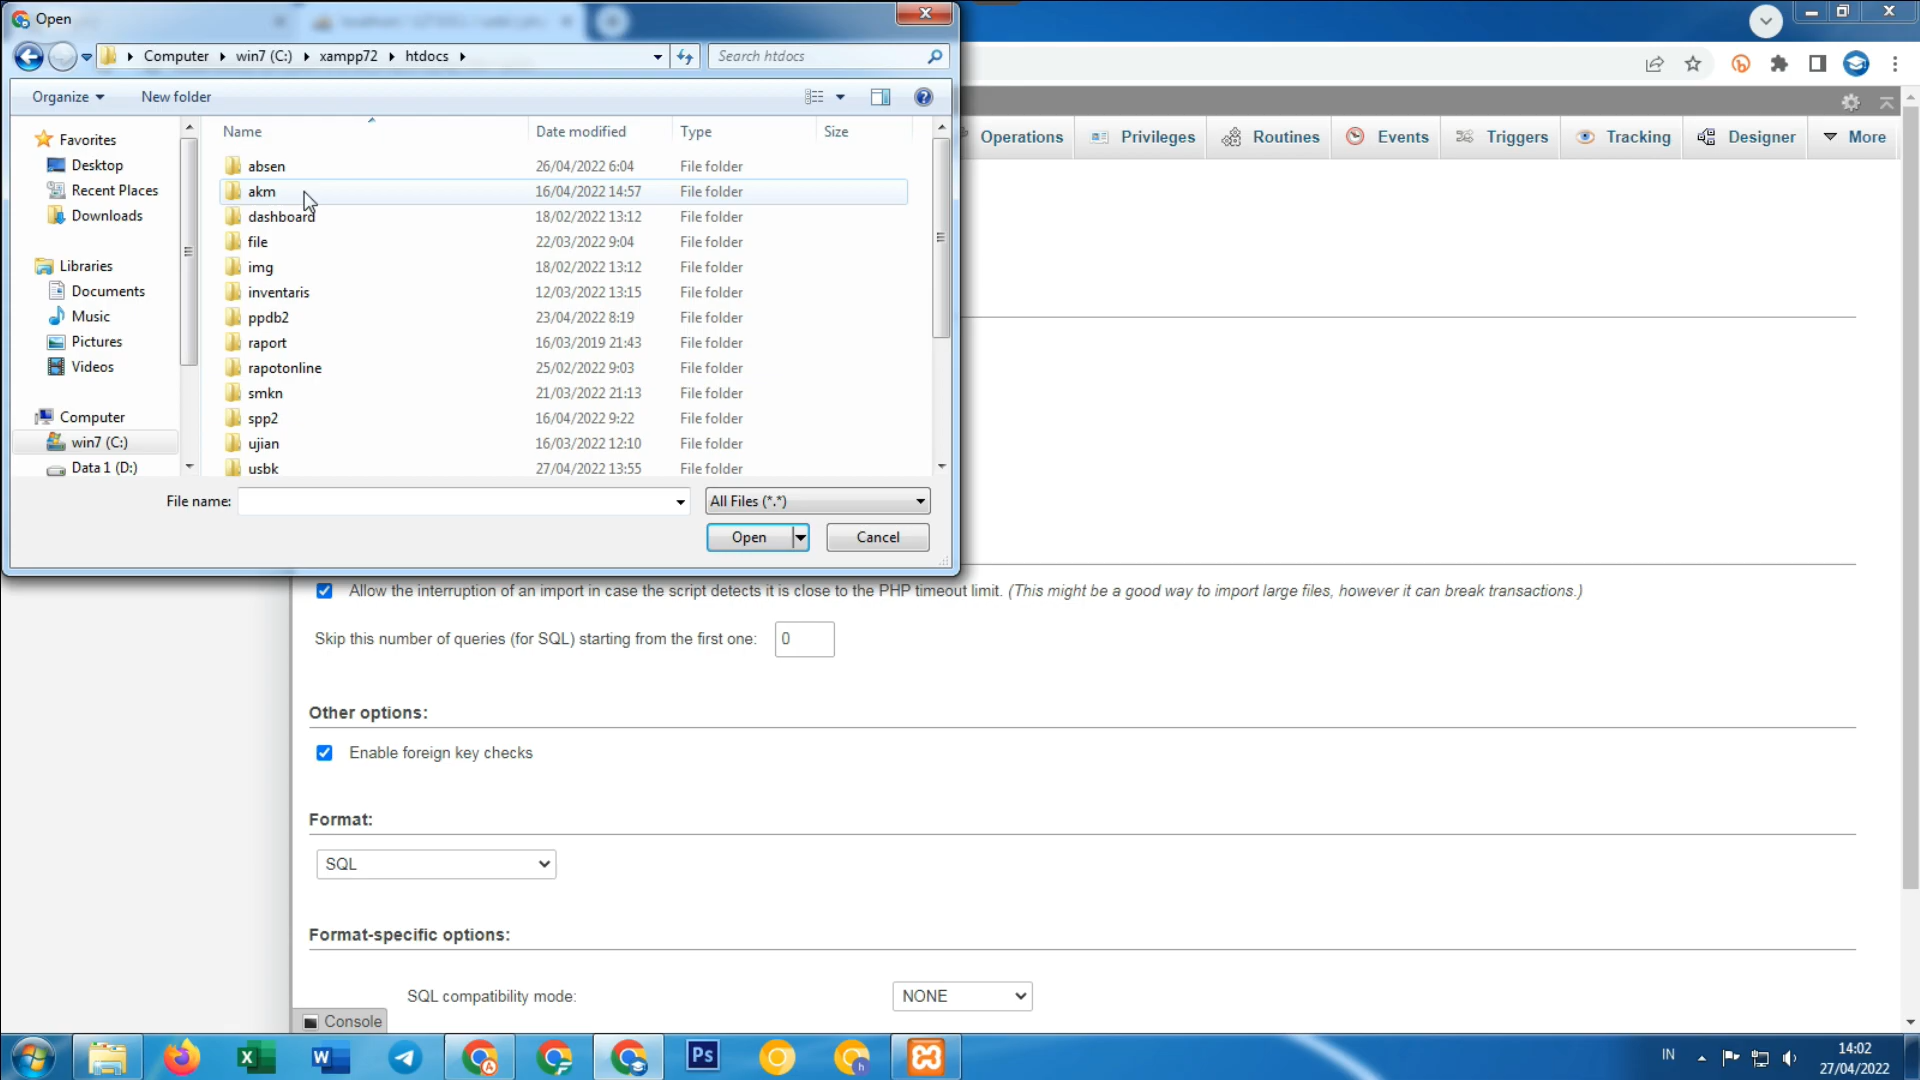 Open
Computer win7 (C:) xampp72 htdocs
Search htdocs
Organize New folder
Name Date modified Type Size
Favorites
Desktop
Recent Places
Downloads
Libraries
Documents
Music
Pictures
Videos
Computer
win7 (C:)
Data 1 (D:)
absen 26/04/2022 6:04 File folder
akm 16/04/2022 14:57 File folder
dashboard 18/02/2022 13:12 File folder
file 22/03/2022 9:04 File folder
img 18/02/2022 13:12 File folder
inventaris 12/03/2022 13:15 File folder
ppdb2 23/04/2022 8:19 File folder
raport 16/03/2019 21:43 File folder
rapotonline 25/02/2022 9:03 File folder
smkn 21/03/2022 21:13 File folder
spp2 16/04/2022 9:22 File folder
ujian 16/03/2022 12:10 File folder
usbk 27/04/2022 13:55 File folder
File name: All Files (*.*)
Open Cancel
Operations Privileges Routines Events Triggers Tracking Designer More
Allow the interruption of an import in case the script detects it is close to the PHP timeout limit. (This might be a good way to import large files, however it can break transactions.)
Skip this number of queries (for SQL) starting from the first one: 0
Other options:
Enable foreign key checks
Format:
SQL
Format-specific options:
SQL compatibility mode: NONE
Console
X W Ps h
IN 14:02
27/04/2022